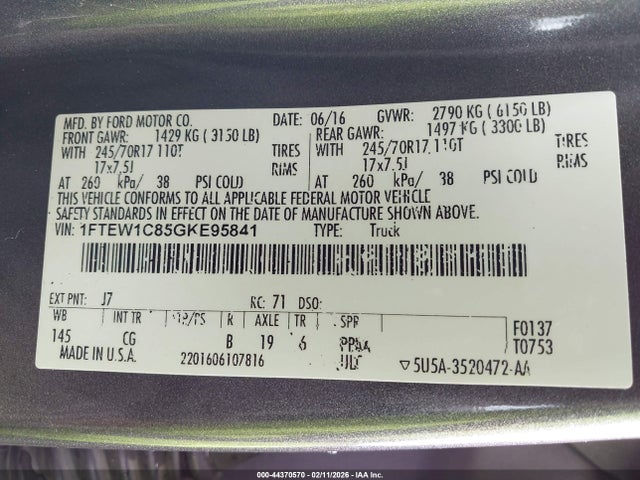 MFD. BY FORD MOTOR CO. DATE: 06/16 GVWR: 2790 KG ( 6150 LB)
FRONT GAWR: 1429 KG ( 3150 LB) REAR GAWR: 1497 KG ( 3300 LB)
WITH 245/70R17 110T TIRES WITH 245/70R17 110T TIRES
17x7.5J RIMS 17x7.5J RIMS
AT 260 kPa/ 38 PSI COLD AT 260 kPa/ 38 PSI COLD
THIS VEHICLE CONFORMS TO ALL APPLICABLE FEDERAL MOTOR VEHICLE
SAFETY STANDARDS IN EFFECT ON THE DATE OF MANUFACTURE SHOWN ABOVE.
VIN: 1FTEW1C85GKE95841 TYPE: Truck
EXT PNT: J7 RC: 71 DSO:
WB INT TR TP/PS R AXLE TR SPR F0137
145 CG B 19 6 T0753
MADE IN U.S.A. 2201606107816 5U5A-3520472-AA
000-44370570 - 02/11/2026 - IAA Inc.